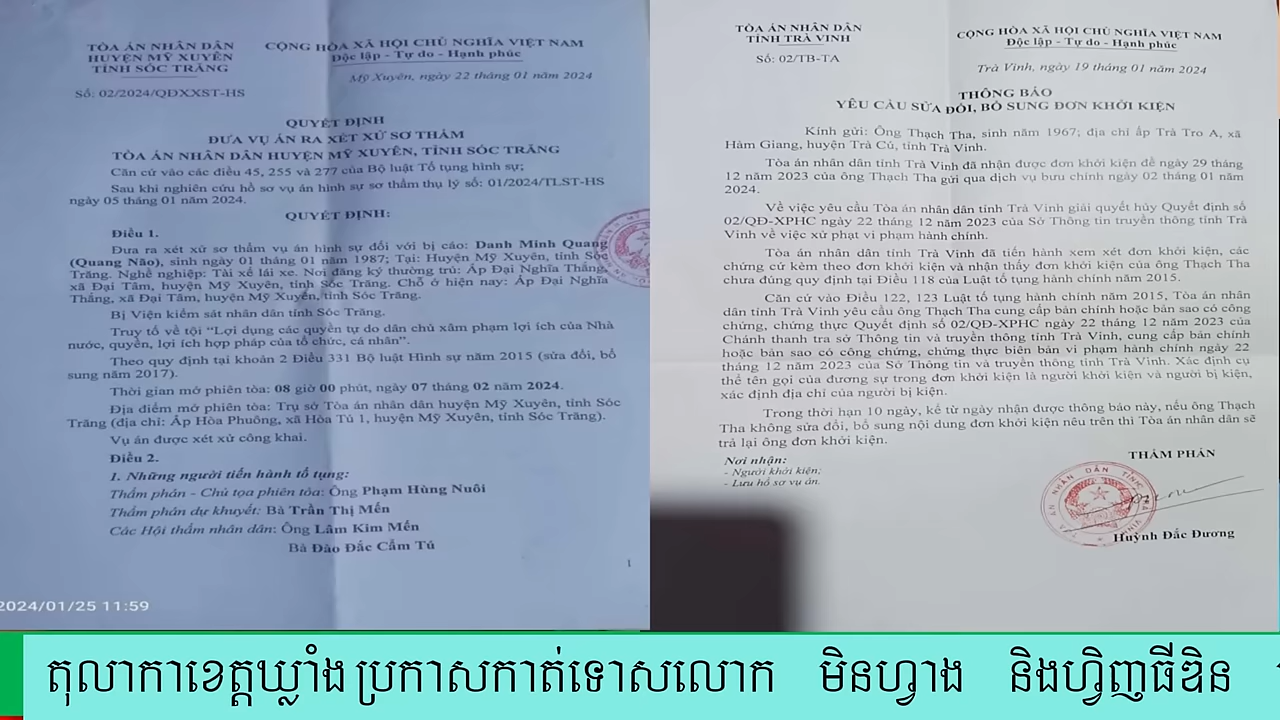 TÒA ÁN NHÂN DÂN
HUYỆN MỸ XUYÊN
TỈNH SÓC TRĂNG
Số: 02/2024/QĐXXST-HS
CỘNG HÒA XÃ HỘI CHỦ NGHĨA VIỆT NAM
Độc lập - Tự do - Hạnh phúc
Mỹ Xuyên, ngày 22 tháng 01 năm 2024
QUYẾT ĐỊNH
ĐƯA VỤ ÁN RA XÉT XỬ SƠ THẨM
TÒA ÁN NHÂN DÂN HUYỆN MỸ XUYÊN, TỈNH SÓC TRĂNG
Căn cứ vào các điều 45, 255 và 277 của Bộ luật Tố tụng hình sự;
Sau khi nghiên cứu hồ sơ vụ án hình sự sơ thẩm thụ lý số: 01/2024/TLST-HS
ngày 05 tháng 01 năm 2024.
QUYẾT ĐỊNH:
Điều 1.
Đưa ra xét xử sơ thẩm vụ án hình sự đối với bị cáo: Danh Minh Quang
(Quang Não), sinh ngày 01 tháng 01 năm 1987; Tại: Huyện Mỹ Xuyên, tỉnh Sóc
Trăng. Nghề nghiệp: Tài xế lái xe. Nơi đăng ký thường trú: Ấp Đại Nghĩa Thắng,
xã Đại Tâm, huyện Mỹ Xuyên, tỉnh Sóc Trăng. Chỗ ở hiện nay: Ấp Đại Nghĩa
Thắng, xã Đại Tâm, huyện Mỹ Xuyên, tỉnh Sóc Trăng.
Bị Viện kiểm sát nhân dân tỉnh Sóc Trăng.
Truy tố về tội “Lợi dụng các quyền tự do dân chủ xâm phạm lợi ích của Nhà
nước, quyền, lợi ích hợp pháp của tổ chức, cá nhân”.
Theo quy định tại khoản 2 Điều 331 Bộ luật Hình sự năm 2015 (sửa đổi, bổ
sung năm 2017).
Thời gian mở phiên tòa: 08 giờ 00 phút, ngày 07 tháng 02 năm 2024.
Địa điểm mở phiên tòa: Trụ sở Tòa án nhân dân huyện Mỹ Xuyên, tỉnh Sóc
Trăng (địa chỉ: Ấp Hòa Phuông, xã Hòa Tú 1, huyện Mỹ Xuyên, tỉnh Sóc Trăng).
Vụ án được xét xử công khai.
Điều 2.
1. Những người tiến hành tố tụng:
Thẩm phán - Chủ tọa phiên tòa: Ông Phạm Hùng Nuôi
Thẩm phán dự khuyết: Bà Trần Thị Mến
Các Hội thẩm nhân dân: Ông Lâm Kim Mến
Bà Đào Đắc Cẩm Tú
1
2024/01/25 11:59
TÒA ÁN NHÂN DÂN
TỈNH TRÀ VINH
Số: 02/TB-TA
CỘNG HÒA XÃ HỘI CHỦ NGHĨA VIỆT NAM
Độc lập - Tự do - Hạnh phúc
Trà Vinh, ngày 19 tháng 01 năm 2024
THÔNG BÁO
YÊU CẦU SỬA ĐỔI, BỔ SUNG ĐƠN KHỞI KIỆN
Kính gửi: Ông Thạch Tha, sinh năm 1967; địa chỉ ấp Trà Tro A, xã
Hàm Giang, huyện Trà Cú, tỉnh Trà Vinh.
Tòa án nhân dân tỉnh Trà Vinh đã nhận được đơn khởi kiện đề ngày 29 tháng
12 năm 2023 của ông Thạch Tha gửi qua dịch vụ bưu chính ngày 02 tháng 01 năm
2024.
Về việc yêu cầu Tòa án nhân dân tỉnh Trà Vinh giải quyết hủy Quyết định số
02/QĐ-XPHC ngày 22 tháng 12 năm 2023 của Sở Thông tin truyền thông tỉnh Trà
Vinh về việc xử phạt vi phạm hành chính.
Tòa án nhân dân tỉnh Trà Vinh đã tiến hành xem xét đơn khởi kiện, các
chứng cứ kèm theo đơn khởi kiện và nhận thấy đơn khởi kiện của ông Thạch Tha
chưa đúng quy định tại Điều 118 của Luật tố tụng hành chính năm 2015.
Căn cứ vào Điều 122, 123 Luật tố tụng hành chính năm 2015, Tòa án nhân
dân tỉnh Trà Vinh yêu cầu ông Thạch Tha cung cấp bản chính hoặc bản sao có công
chứng, chứng thực Quyết định số 02/QĐ-XPHC ngày 22 tháng 12 năm 2023 của
Chánh thanh tra sở Thông tin và truyền thông tỉnh Trà Vinh, cung cấp bản chính
hoặc bản sao có công chứng, chứng thực biên bản vi phạm hành chính ngày 22
tháng 12 năm 2023 của Sở Thông tin và truyền thông tỉnh Trà Vinh. Xác định cụ
thể tên gọi của đương sự trong đơn khởi kiện là người khởi kiện và người bị kiện,
xác định địa chỉ của người bị kiện.
Trong thời hạn 10 ngày, kể từ ngày nhận được thông báo này, nếu ông Thạch
Tha không sửa đổi, bổ sung nội dung đơn khởi kiện nêu trên thì Tòa án nhân dân sẽ
trả lại ông đơn khởi kiện.
Nơi nhận:
- Người khởi kiện;
- Lưu hồ sơ vụ án.
THẨM PHÁN
Huỳnh Đắc Đương
តុលាកាខេត្តឃ្លាំង ប្រកាសកាត់ទោសលោក មិនហ្វាង និងហ្វិញធីឌិន